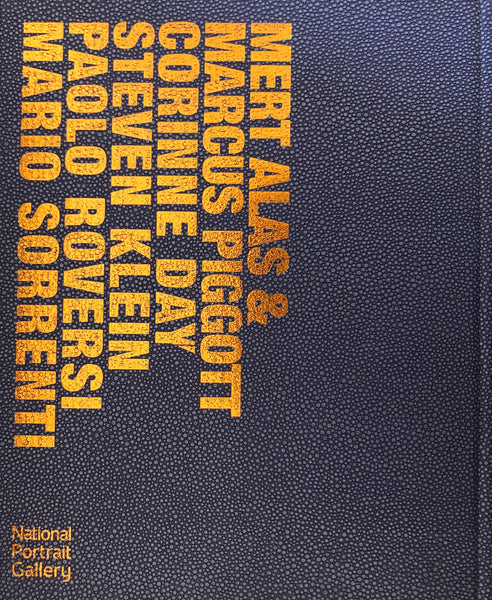 MERT ALAS &
MARCUS PIGGOTT
CORINNE DAY
STEVEN KLEIN
PAOLO ROVERSI
MARIO SORRENTI
National
Portrait
Gallery